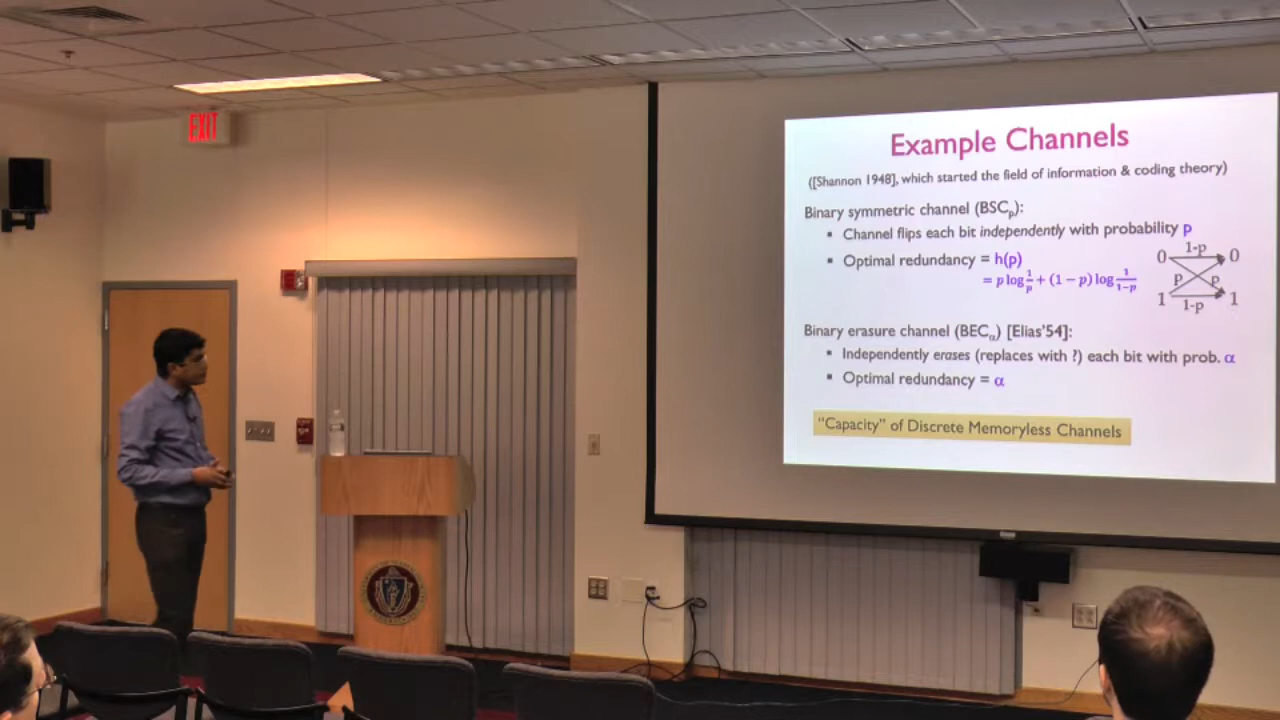 EXIT
Example Channels
([Shannon 1948], which started the field of information & coding theory)
Binary symmetric channel (BSCp):
▪ Channel flips each bit independently with probability p
▪ Optimal redundancy = h(p)
= p log 1/p + (1 − p) log 1/1−p
1-p
0 0
p p
1 1
1-p
Binary erasure channel (BECα) [Elias'54]:
▪ Independently erases (replaces with ?) each bit with prob. α
▪ Optimal redundancy = α
"Capacity" of Discrete Memoryless Channels